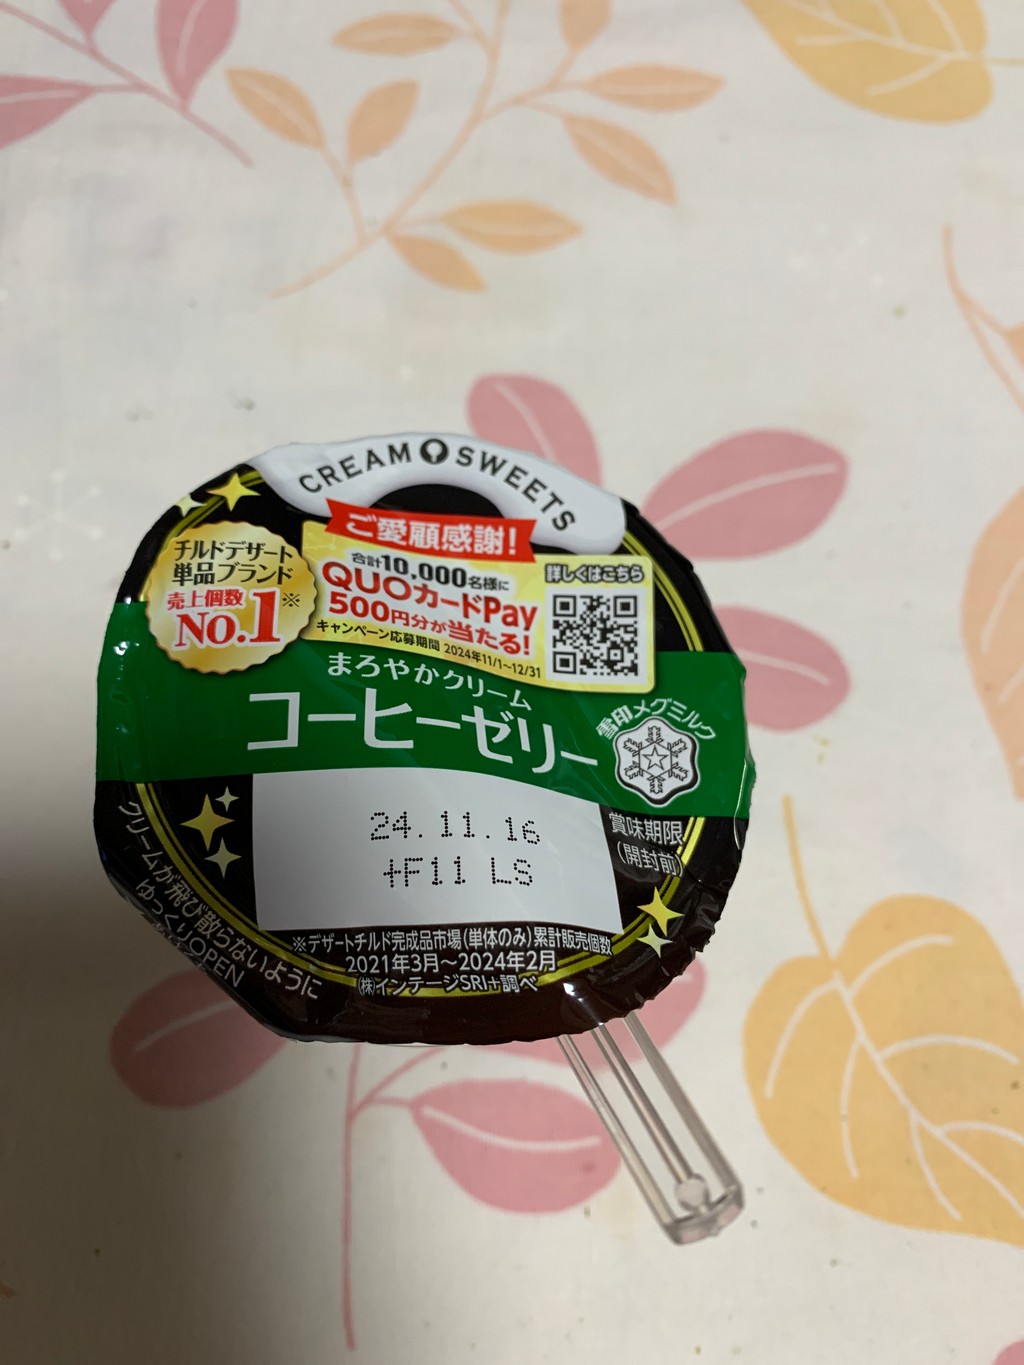 CREAM SWEETS
ご愛顧感謝!
合計10,000名様に
QUOカードPay
500円分が当たる!
キャンペーン応募期間 2024年11/1~12/31
詳しくはこちら
チルドデザート
単品ブランド
売上個数※
No.1
まろやかクリーム
コーヒーゼリー
雪印メグミルク
24.11.16
+F11 LS
賞味期限
(開封前)
クリームが飛び散らないように
ゆっくりOPEN
※デザートチルド完成品市場(単体のみ)累計販売個数
2021年3月~2024年2月
㈱インテージSRI+調べ